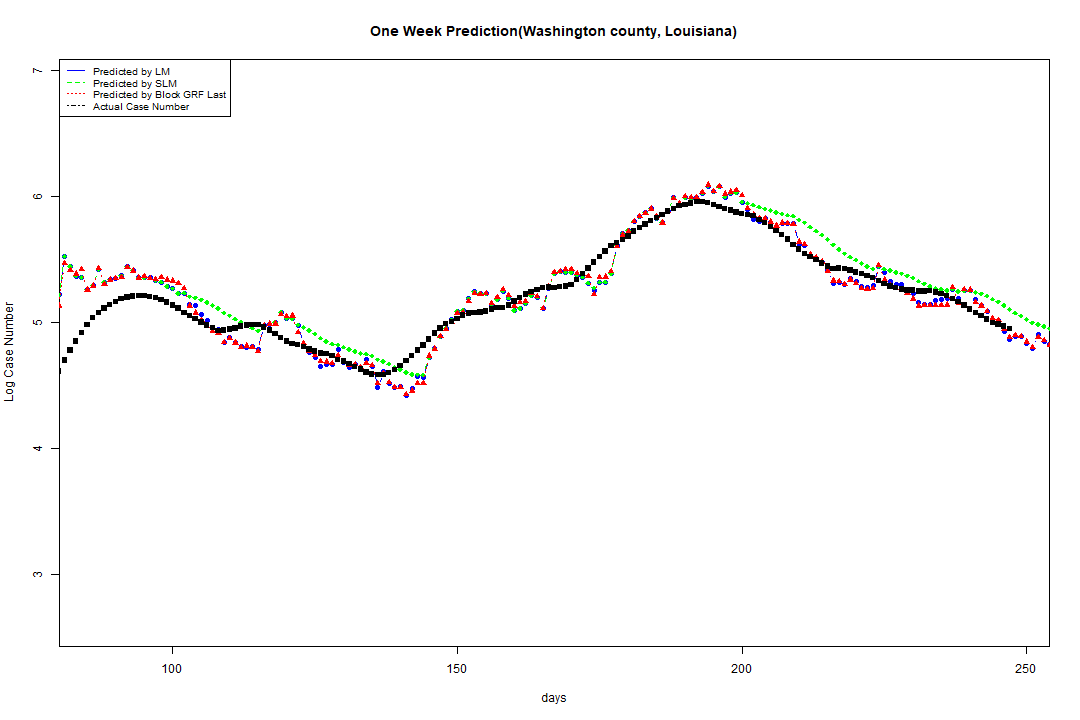 One Week Prediction(Washington county, Louisiana)
Predicted by LM
Predicted by SLM
Predicted by Block GRF Last
Actual Case Number
7
6
5
4
3
Log Case Number
100 150 200 250
days